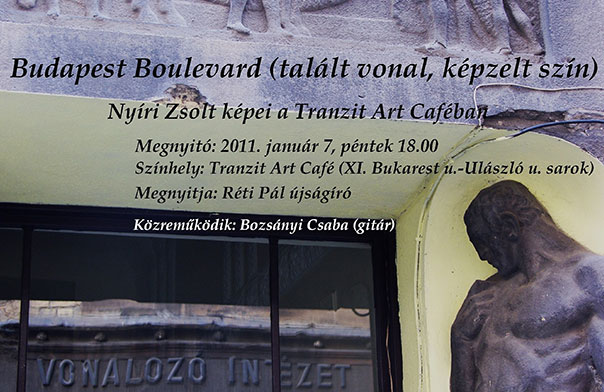 Budapest Boulevard (talált vonal, képzelt szín)
Nyíri Zsolt képei a Tranzit Art Caféban
Megnyitó: 2011. január 7, péntek 18.00
Színhely: Tranzit Art Café (XI. Bukarest u.-Ulászló u. sarok)
Megnyitja: Réti Pál újságíró
Közreműködik: Bozsányi Csaba (gitár)
VONALOZÓ INTÉZET